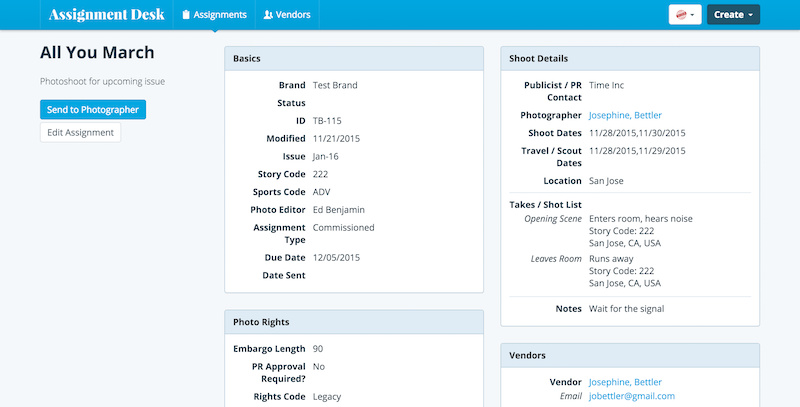 Assignment Desk Assignments Vendors Create
All You March
Photoshoot for upcoming issue
Send to Photographer
Edit Assignment
Basics
Brand Test Brand
Status
ID TB-115
Modified 11/21/2015
Issue Jan-16
Story Code 222
Sports Code ADV
Photo Editor Ed Benjamin
Assignment Commissioned
Type
Due Date 12/05/2015
Date Sent
Photo Rights
Embargo Length 90
PR Approval No
Required?
Rights Code Legacy
Shoot Details
Publicist / PR Time Inc
Contact
Photographer Josephine, Bettler
Shoot Dates 11/28/2015,11/30/2015
Travel / Scout 11/28/2015,11/29/2015
Dates
Location San Jose
Takes / Shot List
Opening Scene Enters room, hears noise
Story Code: 222
San Jose, CA, USA
Leaves Room Runs away
Story Code: 222
San Jose, CA, USA
Notes Wait for the signal
Vendors
Vendor Josephine, Bettler
Email jobettler@gmail.com